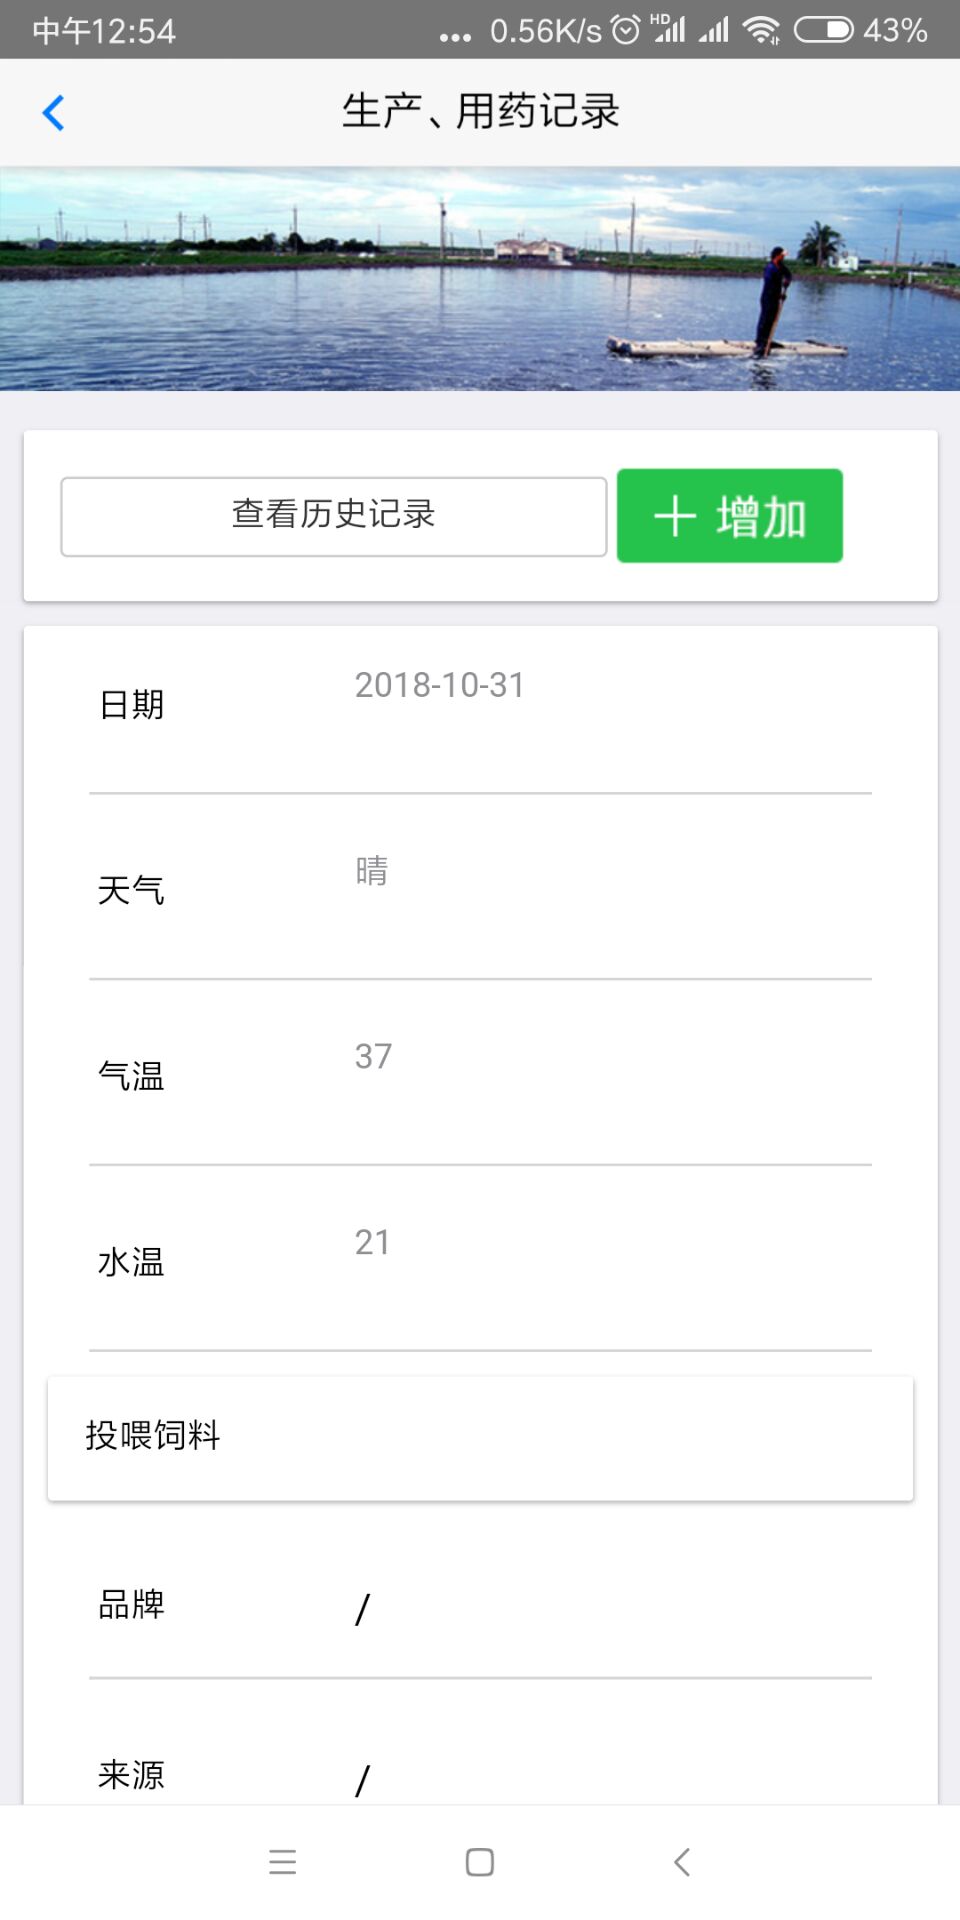 中午12:54
... 0.56K/s HD 43%
生产、用药记录
查看历史记录
+ 增加
日期 2018-10-31
天气 晴
气温 37
水温 21
投喂饲料
品牌 /
来源 /